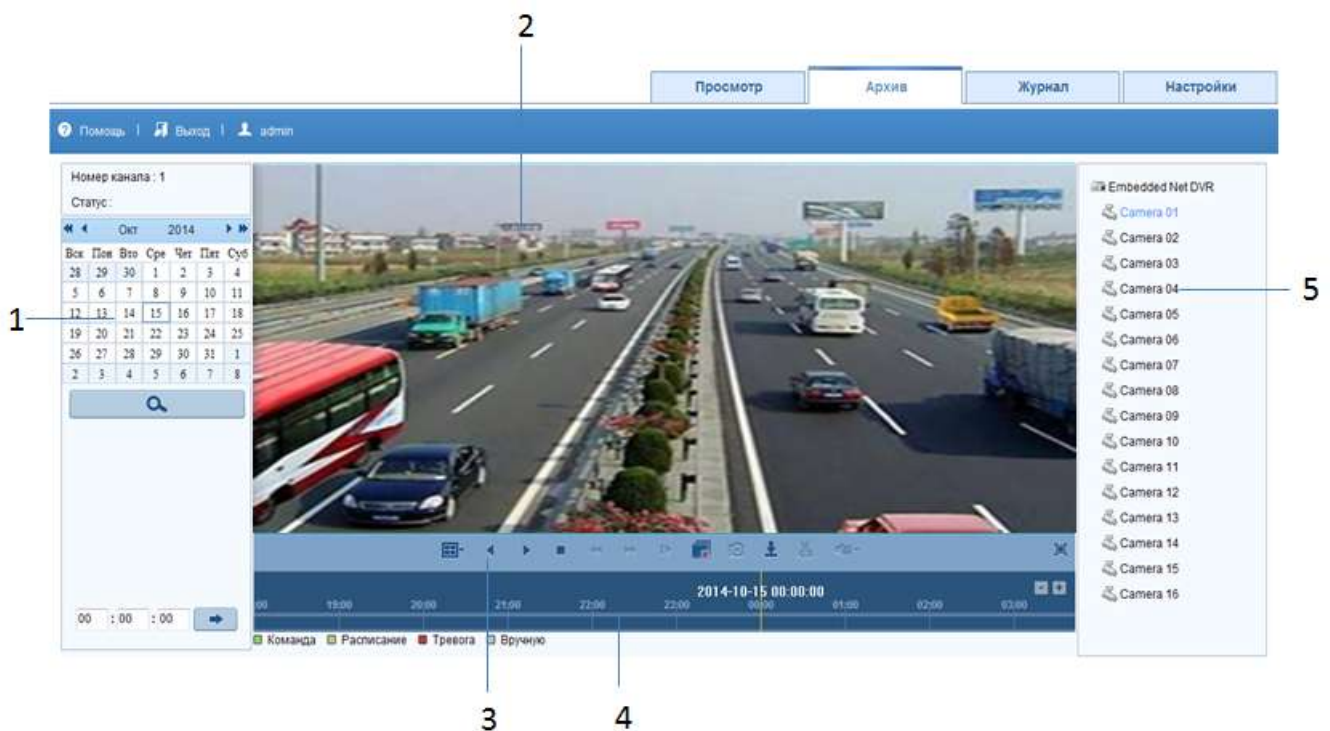 2
Просмотр Архив Журнал Настройки
Помощь | Выход | admin
Номер канала : 1
Статус :
Окт 2014
Вск Пон Вто Сре Чет Пят Суб
28 29 30 1 2 3 4
5 6 7 8 9 10 11
12 13 14 15 16 17 18
19 20 21 22 23 24 25
26 27 28 29 30 31 1
2 3 4 5 6 7 8
1
Embedded Net DVR
Camera 01
Camera 02
Camera 03
Camera 04
Camera 05
Camera 06
Camera 07
Camera 08
Camera 09
Camera 10
Camera 11
Camera 12
Camera 13
Camera 14
Camera 15
Camera 16
5
2014-10-15 00:00:00
:00 19:00 20:00 21:00 22:00 23:00 00:00 01:00 02:00 03:00
00 : 00 : 00
Команда Расписание Тревога Вручную
3 4